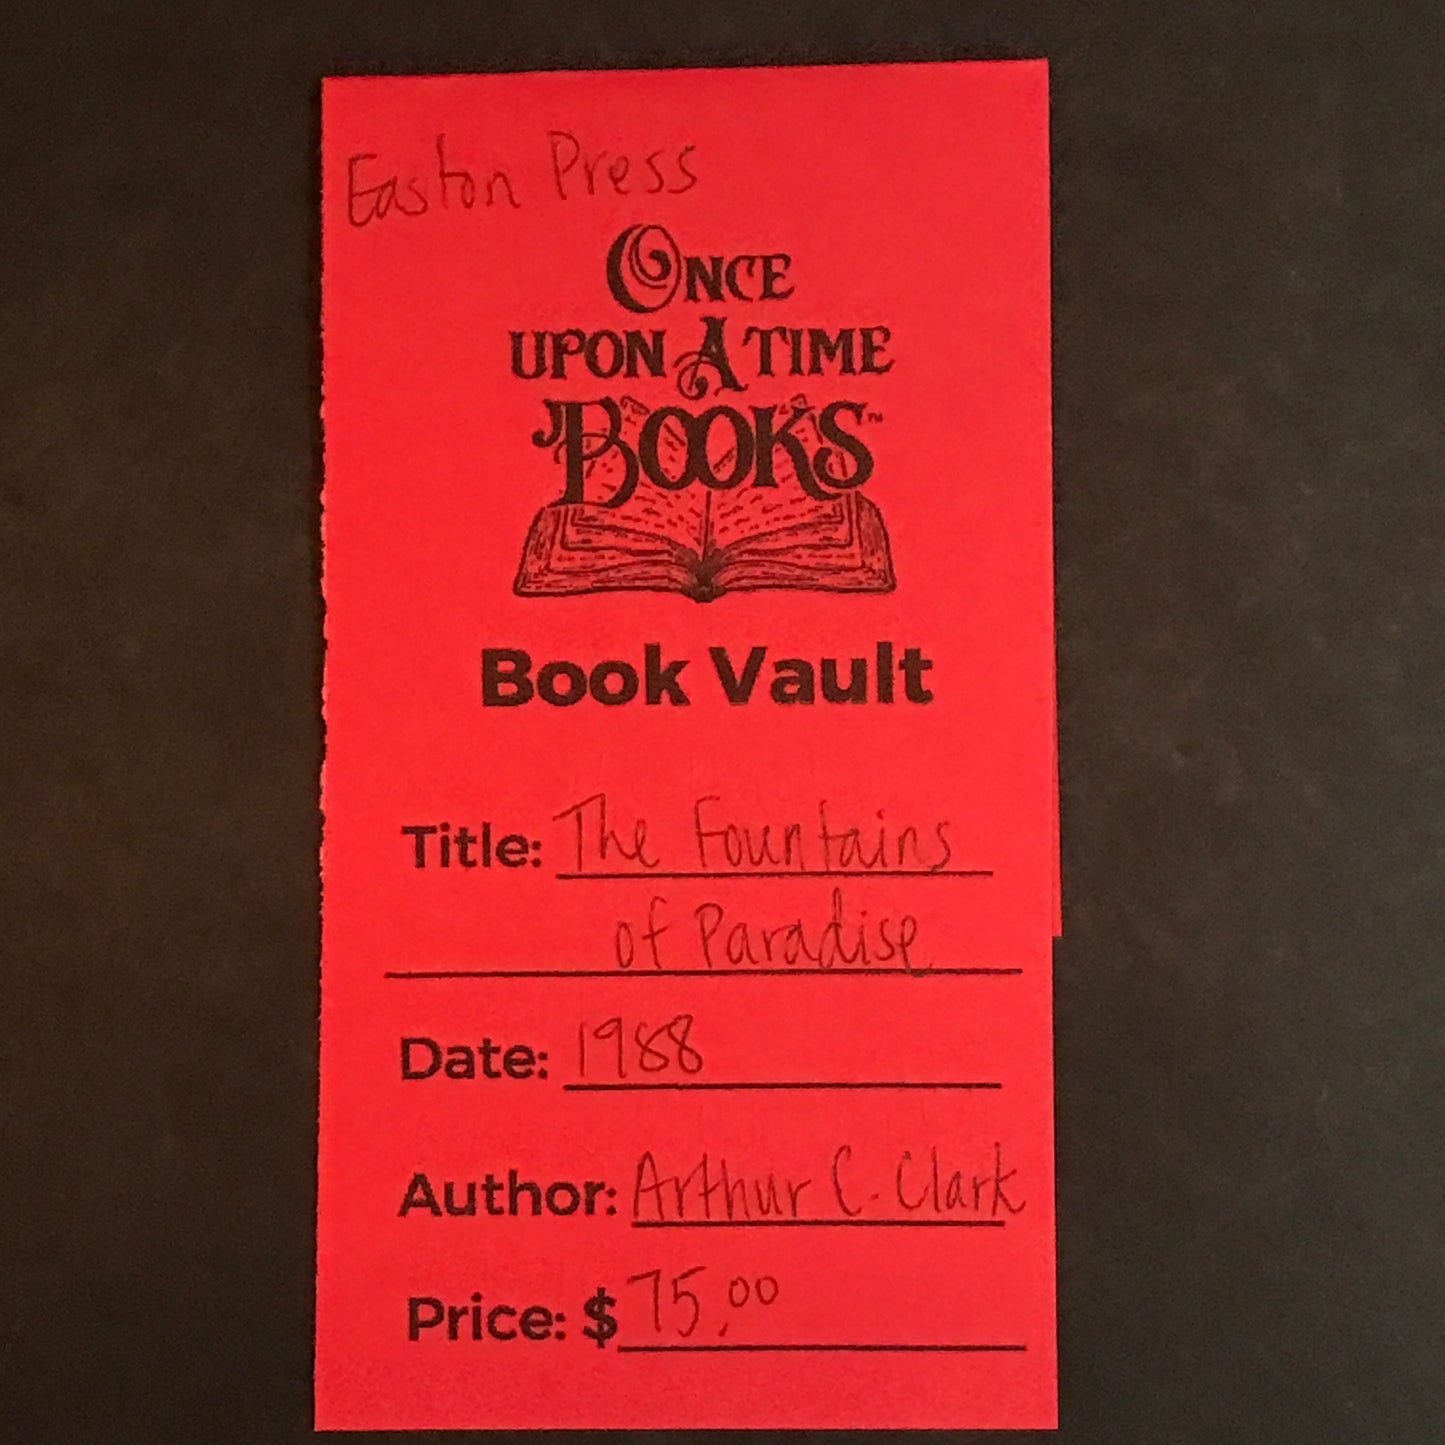 Easton Press
ONCE
UPON A TIME
BOOKS™
Book Vault
Title: The Fountains
of Paradise
Date: 1988
Author: Arthur C. Clark
Price: $75.00